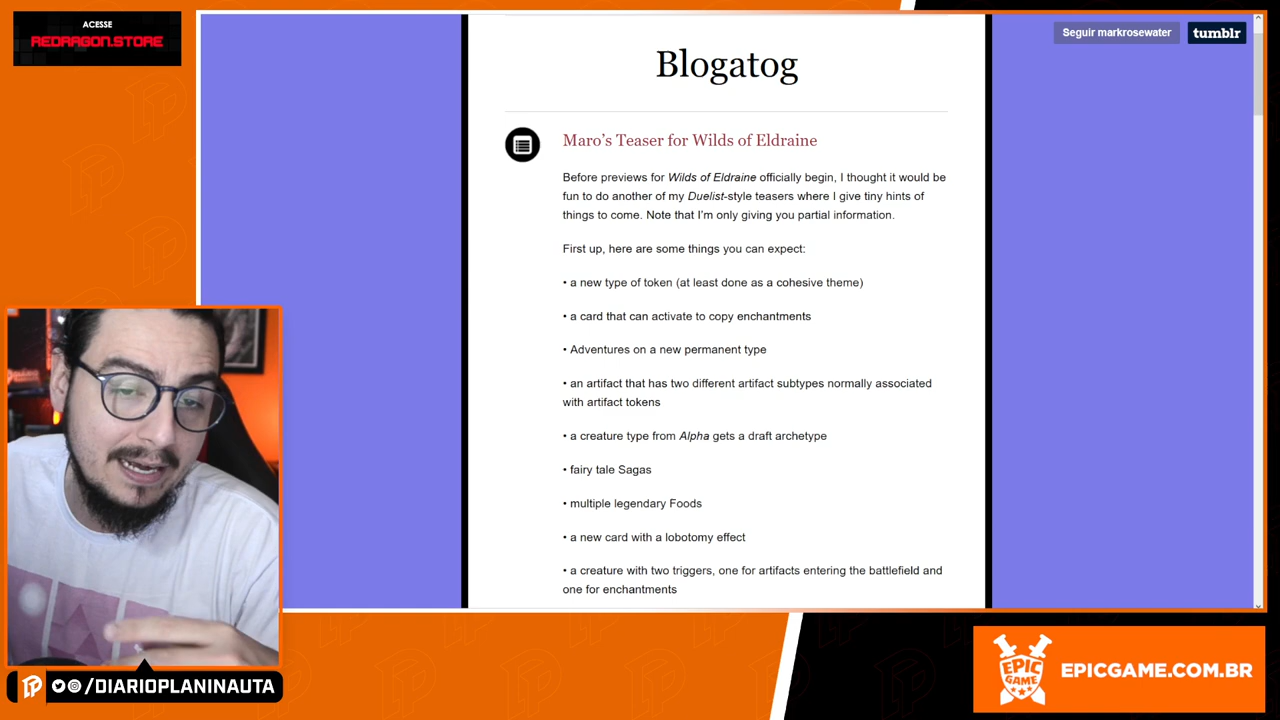 ACESSE
REDRAGON.STORE
Seguir markrosewater
tumblr
Blogatog
Maro’s Teaser for Wilds of Eldraine
Before previews for Wilds of Eldraine officially begin, I thought it would be
fun to do another of my Duelist-style teasers where I give tiny hints of
things to come. Note that I’m only giving you partial information.
First up, here are some things you can expect:
• a new type of token (at least done as a cohesive theme)
• a card that can activate to copy enchantments
• Adventures on a new permanent type
• an artifact that has two different artifact subtypes normally associated
with artifact tokens
• a creature type from Alpha gets a draft archetype
• fairy tale Sagas
• multiple legendary Foods
• a new card with a lobotomy effect
• a creature with two triggers, one for artifacts entering the battlefield and
one for enchantments
/DIARIOPLANINAUTA
EPIC
GAME
EPICGAME.COM.BR